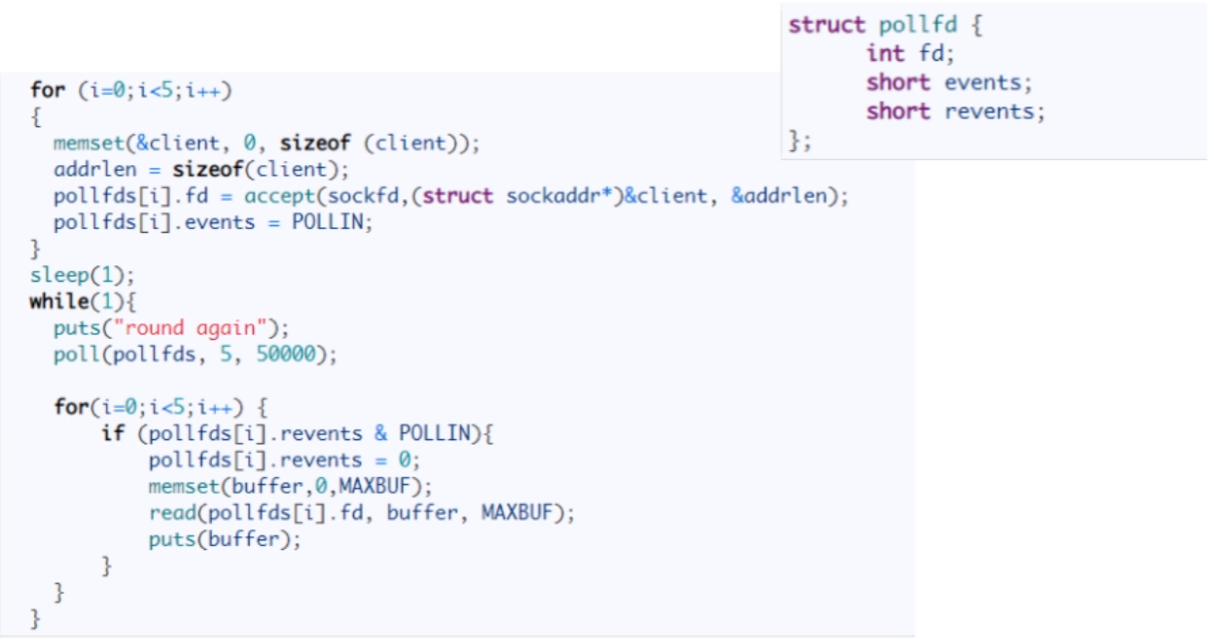 struct pollfd {
int fd;
short events;
short revents;
};
for (i=0;i<5;i++)
{
memset(&client, 0, sizeof (client));
addrlen = sizeof(client);
pollfds[i].fd = accept(sockfd,(struct sockaddr*)&client, &addrlen);
pollfds[i].events = POLLIN;
}
sleep(1);
while(1){
puts("round again");
poll(pollfds, 5, 50000);
for(i=0;i<5;i++) {
if (pollfds[i].revents & POLLIN){
pollfds[i].revents = 0;
memset(buffer,0,MAXBUF);
read(pollfds[i].fd, buffer, MAXBUF);
puts(buffer);
}
}
}